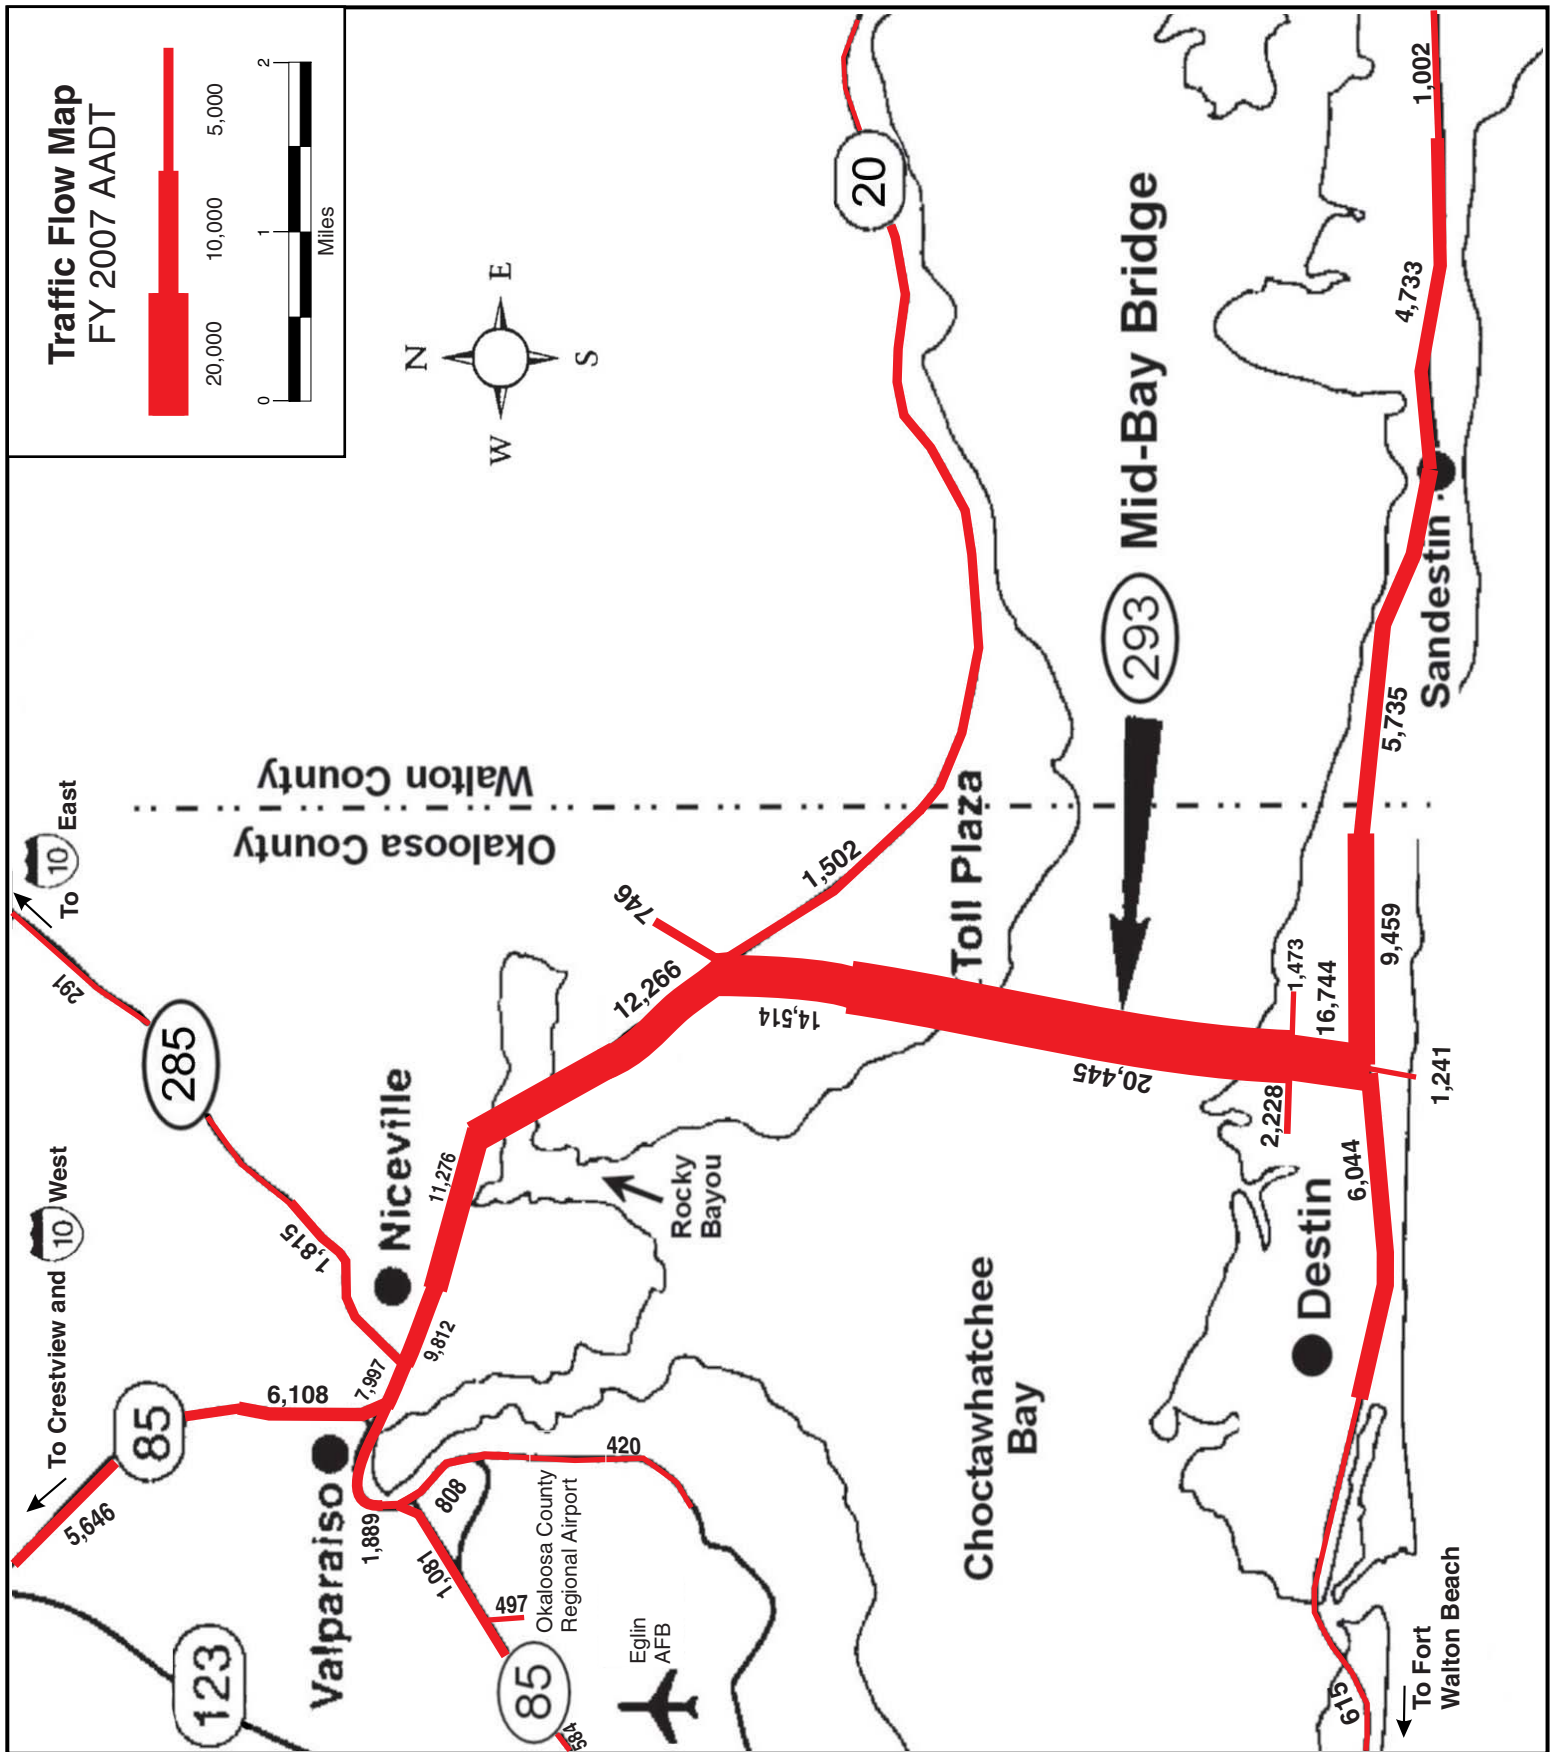 Traffic Flow Map
FY 2007 AADT
20,000
10,000
5,000
0
1
2
Miles
N
W
E
S
To Crestview and
10
West
To
10
East
291
285
1,815
5,646
85
6,108
123
Valparaiso
Niceville
7,997
9,812
11,276
12,266
746
1,502
14,514
20
Okaloosa County
Walton County
1,889
808
420
1,081
497
85
584
Okaloosa County
Regional Airport
Eglin
AFB
Rocky
Bayou
Toll Plaza
293
Mid-Bay Bridge
20,445
Choctawhatchee
Bay
2,228
1,473
16,744
Destin
6,044
1,241
9,459
5,735
Sandestin
4,733
1,002
615
To Fort
Walton Beach